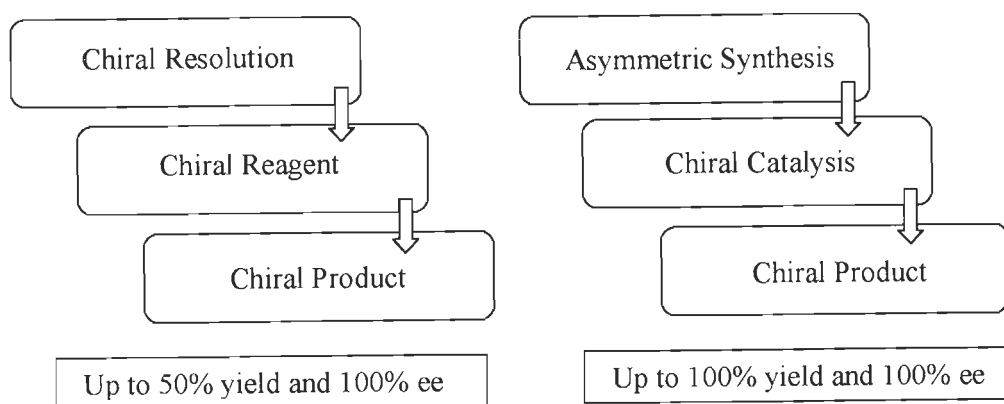 Chiral Resolution
Chiral Reagent
Chiral Product
Up to 50% yield and 100% ee
Asymmetric Synthesis
Chiral Catalysis
Chiral Product
Up to 100% yield and 100% ee